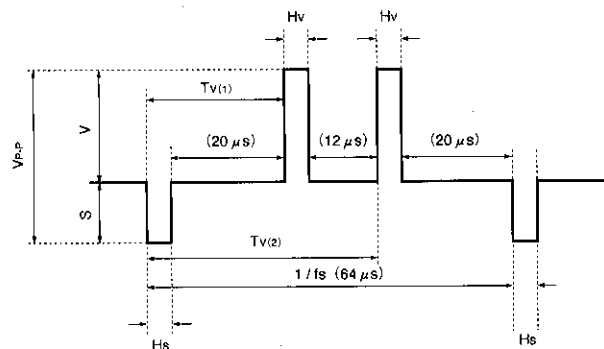 Hv
Hv
Tv(1)
VP-P
V
(20 μs)
(12 μs)
(20 μs)
S
Tv(2)
1 / fs (64 μs)
Hs
Hs